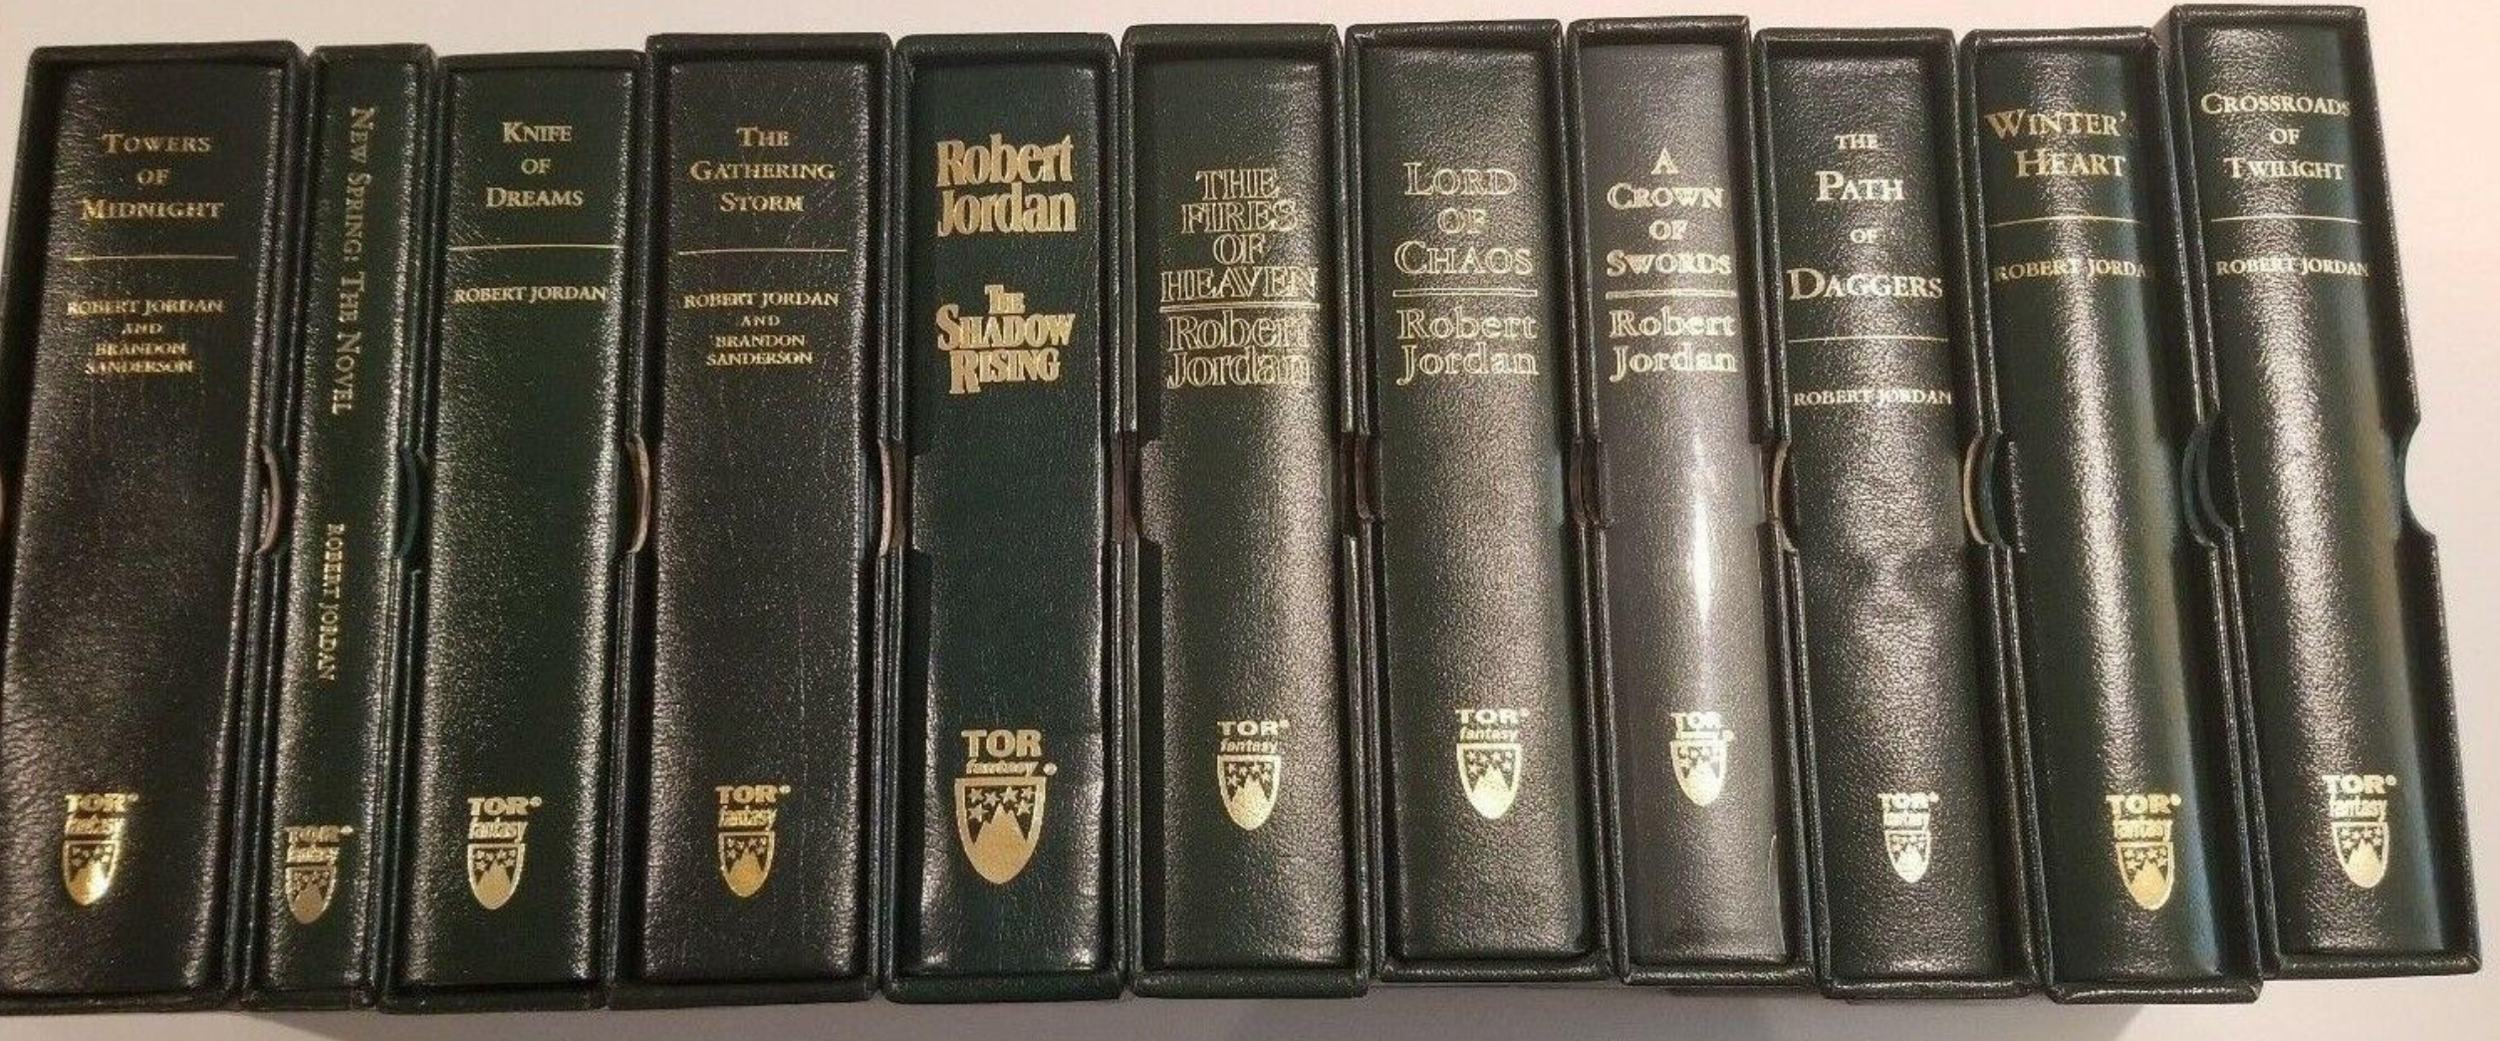 TOWERS
OF
MIDNIGHT
ROBERT JORDAN
AND
BRANDON
SANDERSON
TOR®
fantasy
NEW SPRING: THE NOVEL
ROBERT JORDAN
TOR®
fantasy
KNIFE
OF
DREAMS
ROBERT JORDAN
TOR®
fantasy
THE
GATHERING
STORM
ROBERT JORDAN
AND
BRANDON
SANDERSON
TOR®
fantasy
Robert
Jordan
THE
SHADOW
RISING
TOR
fantasy®
THE
FIRES
OF
HEAVEN
Robert
Jordan
TOR®
fantasy
LORD
OF
CHAOS
Robert
Jordan
TOR®
fantasy
A
CROWN
OF
SWORDS
Robert
Jordan
TOR
THE
PATH
OF
DAGGERS
ROBERT JORDAN
TOR®
fantasy
WINTER'
HEART
ROBERT JORDA
TOR®
fantasy
CROSSROADS
OF
TWILIGHT
ROBERT JORDAN
TOR®
fantasy